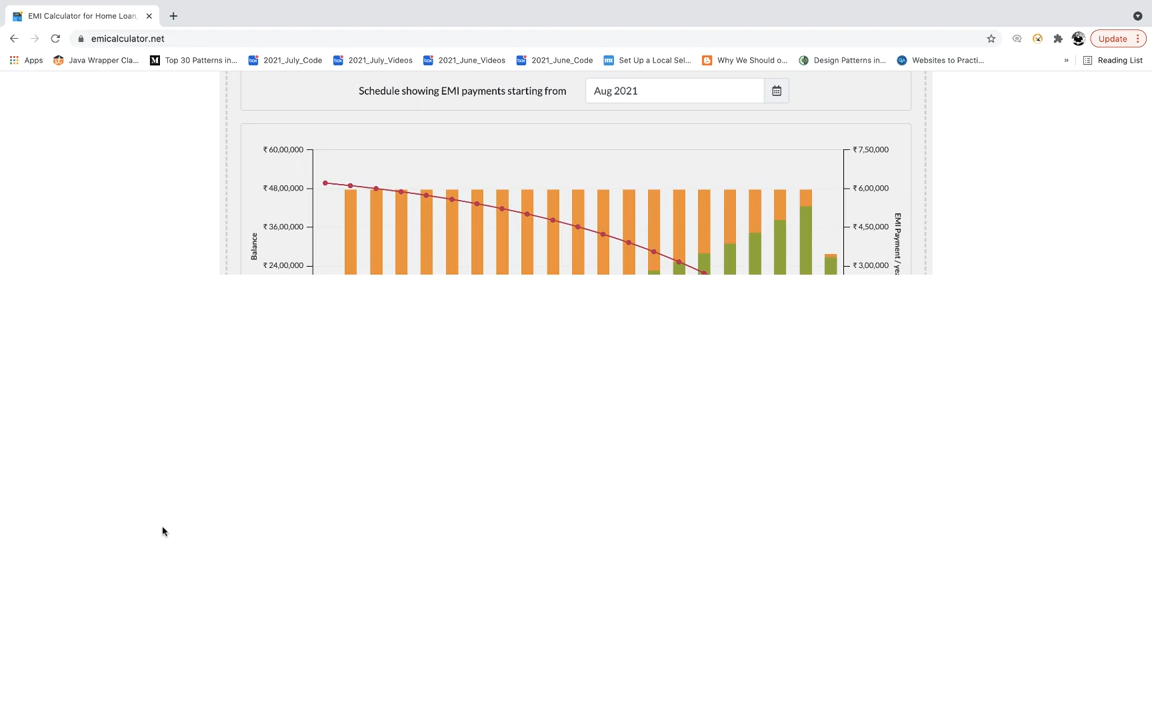 EMI Calculator for Home Loan,
emicalculator.net
Update
Apps
Java Wrapper Cla...
Top 30 Patterns in...
2021_July_Code
2021_July_Videos
2021_June_Videos
2021_June_Code
Set Up a Local Sel...
Why We Should o...
Design Patterns in...
Websites to Practi...
»
Reading List
Schedule showing EMI payments starting from
Aug 2021
₹ 60,00,000
₹ 48,00,000
₹ 36,00,000
₹ 24,00,000
Balance
₹ 7,50,000
₹ 6,00,000
₹ 4,50,000
₹ 3,00,000
EMI Payment /